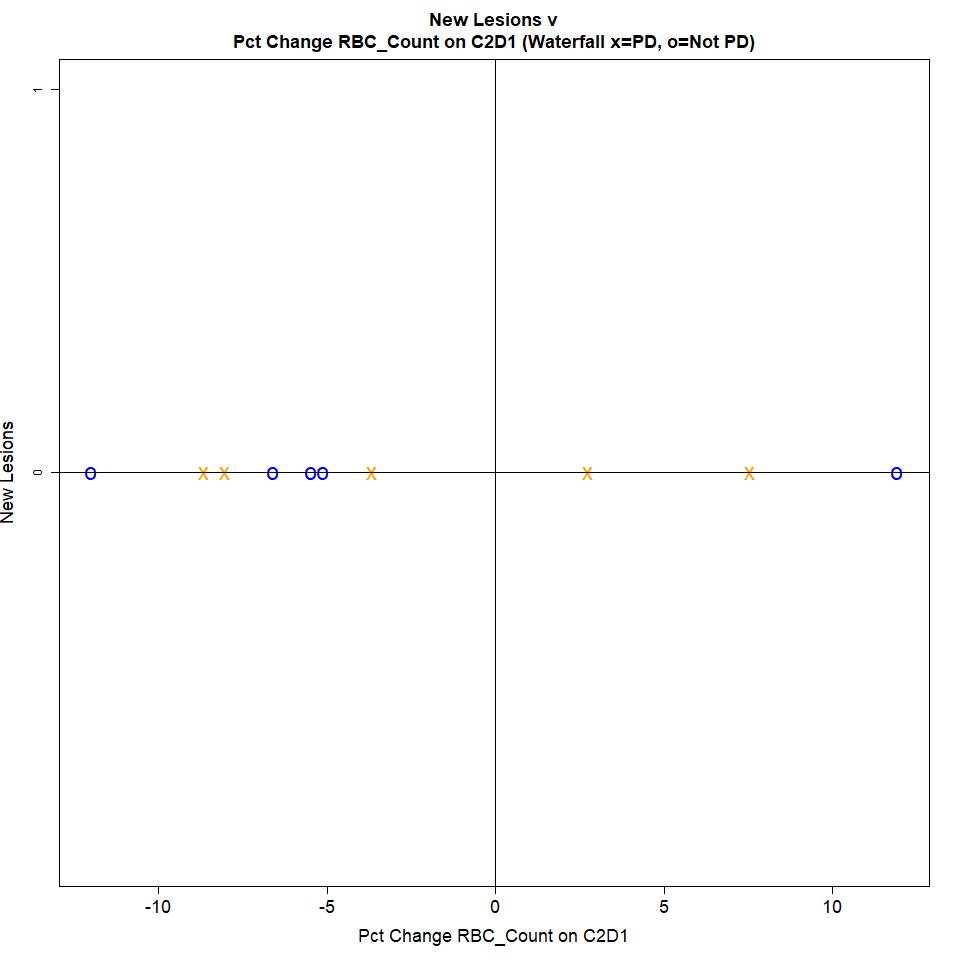 New Lesions v
Pct Change RBC_Count on C2D1 (Waterfall x=PD, o=Not PD)
1
0
New Lesions
o x x o o o x x x o
-10 -5 0 5 10
Pct Change RBC_Count on C2D1